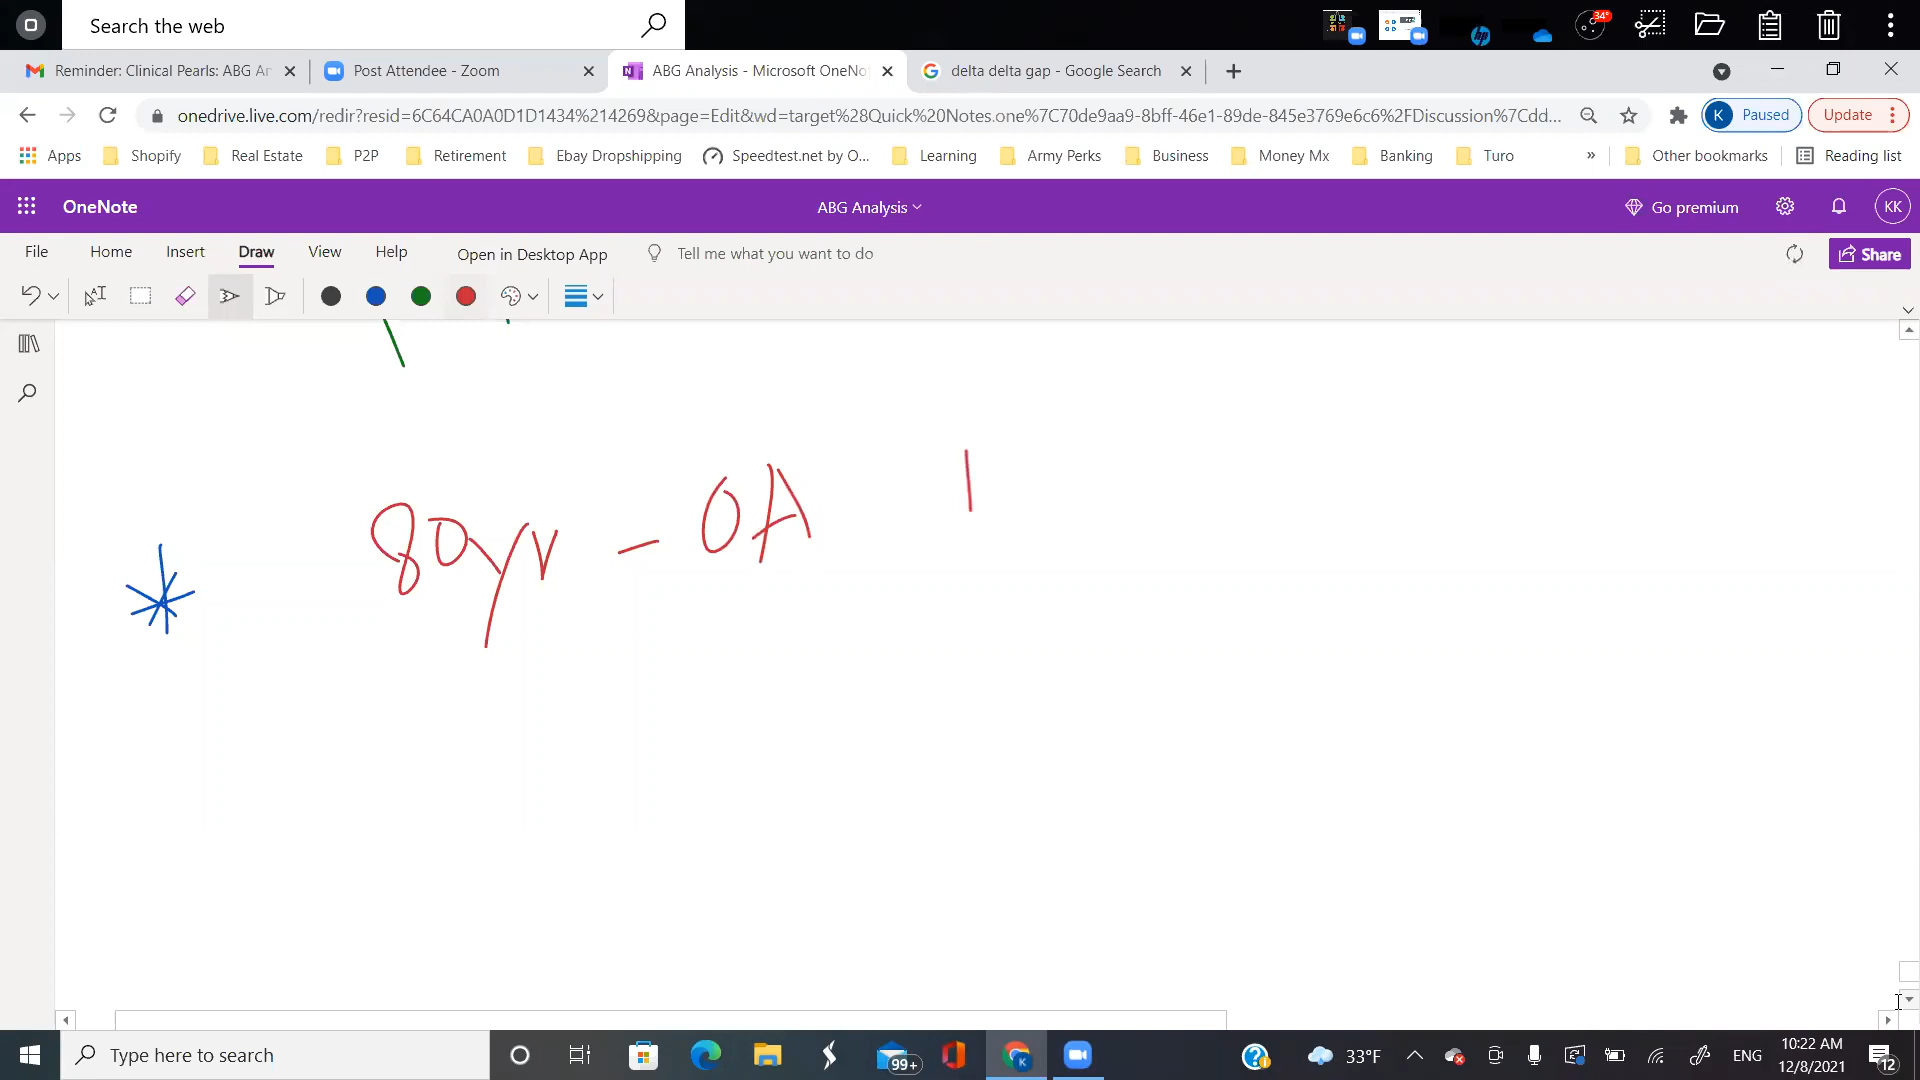 Search the web
34°
Reminder: Clinical Pearls: ABG Ar
Post Attendee - Zoom
ABG Analysis - Microsoft OneNo
delta delta gap - Google Search
onedrive.live.com/redir?resid=6C64CA0A0D1D1434%214269&page=Edit&wd=target%28Quick%20Notes.one%7C70de9aa9-8bff-46e1-89de-845e3769e6c6%2FDiscussion%7Cdd...
K Paused
Update
Apps Shopify Real Estate P2P Retirement Ebay Dropshipping Speedtest.net by O... Learning Army Perks Business Money Mx Banking Turo » Other bookmarks Reading list
OneNote
ABG Analysis
Go premium
KK
File Home Insert Draw View Help Open in Desktop App Tell me what you want to do
Share
* 80yr - OA
Type here to search
99+
33°F
ENG
10:22 AM
12/8/2021
12